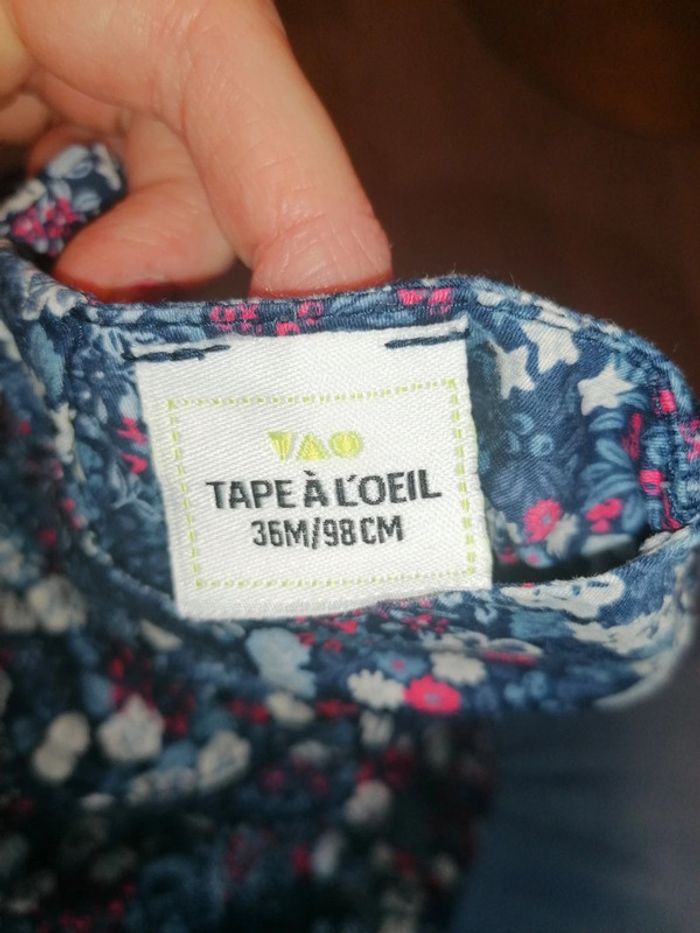 TAO
TAPE À L'OEIL
36M/98CM